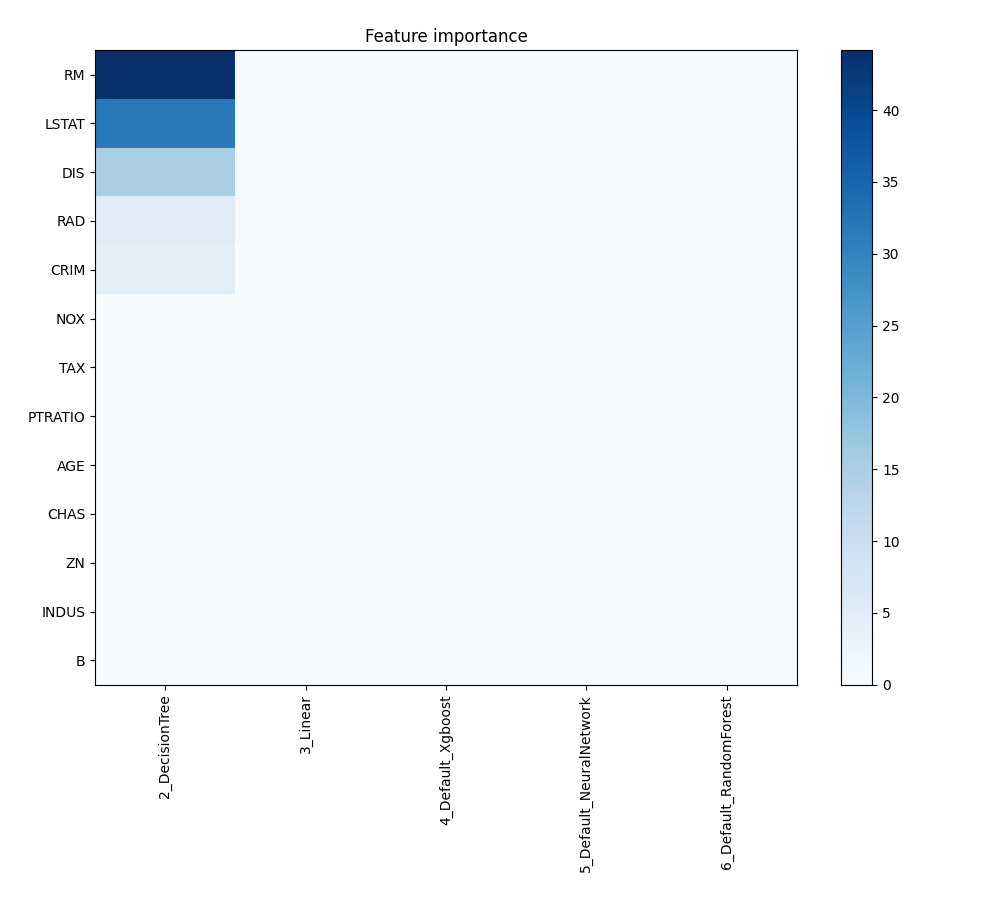 Feature importance
RM
LSTAT
DIS
RAD
CRIM
NOX
TAX
PTRATIO
AGE
CHAS
ZN
INDUS
B
2_DecisionTree
3_Linear
4_Default_Xgboost
5_Default_NeuralNetwork
6_Default_RandomForest
40
35
30
25
20
15
10
5
0